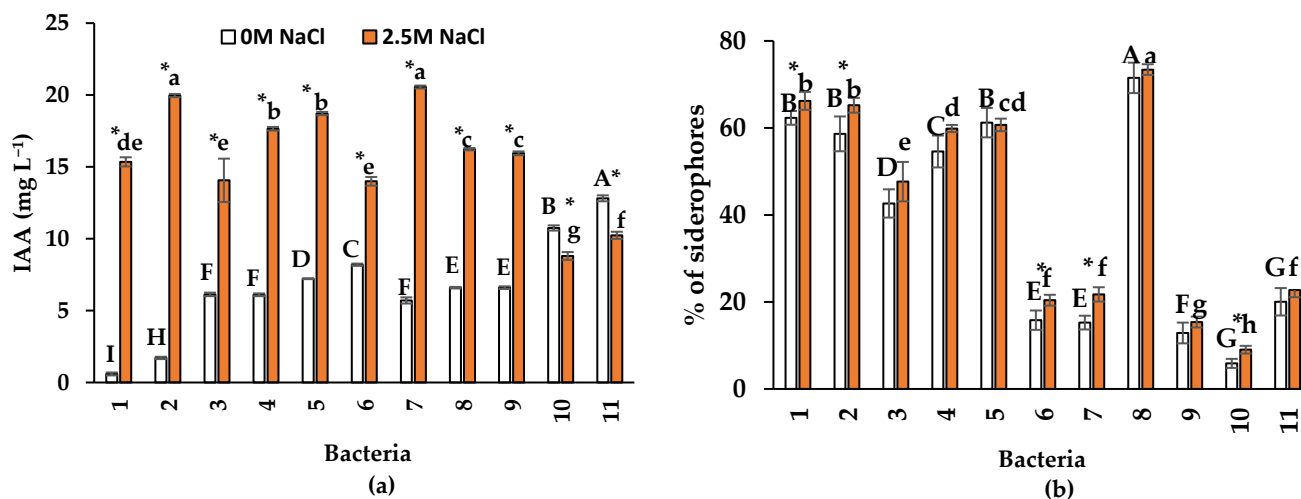 25
20
15
10
5
0
IAA (mg L⁻¹)
0M NaCl 2.5M NaCl
I * de
H * a
F * e
F * b
D * b
C * e
F * a
E * c
E * c
B * g
A * f
1 2 3 4 5 6 7 8 9 10 11
Bacteria
(a)
80
60
40
20
0
% of siderophores
B * b
B * b
D e
C d
B cd
E * f
E * f
A a
F g
G * h
G f
1 2 3 4 5 6 7 8 9 10 11
Bacteria
(b)